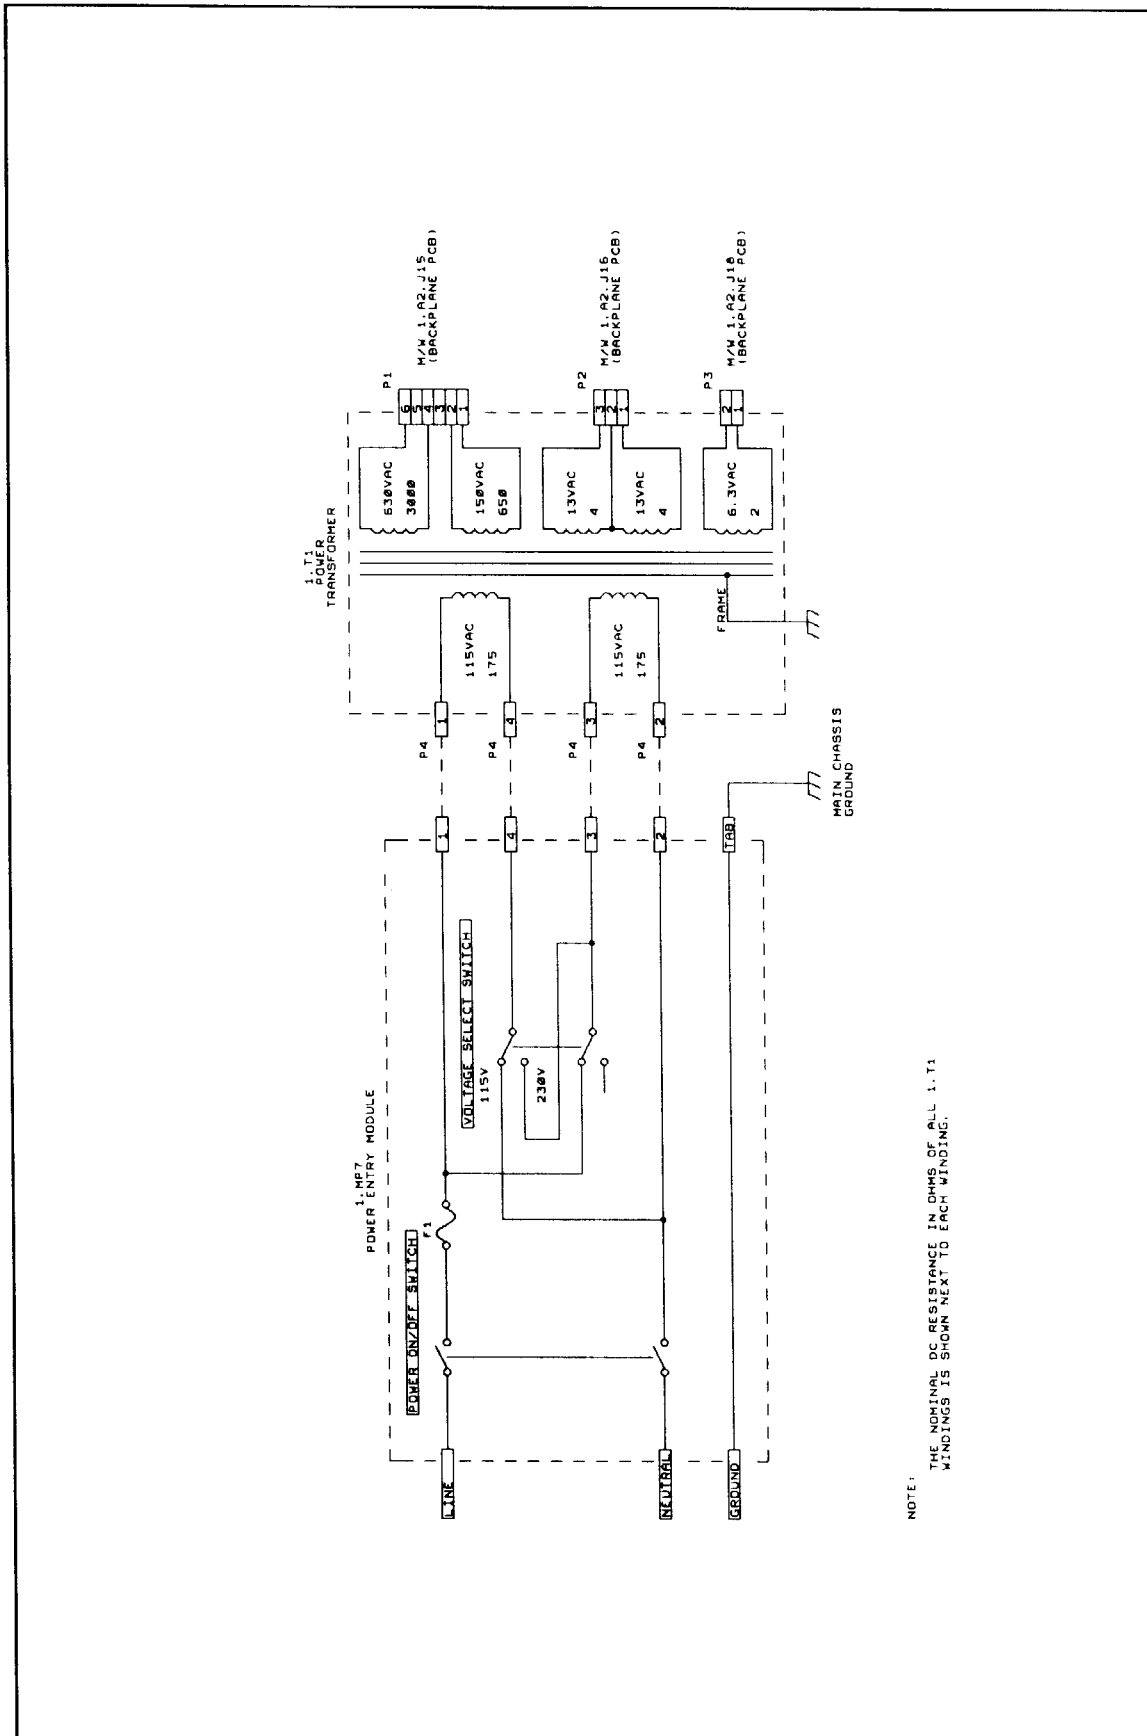 1.MP7
POWER ENTRY MODULE
POWER ON/OFF SWITCH
F1
VOLTAGE SELECT SWITCH
115V
230V
LINE
NEUTRAL
GROUND
1
4
3
2
TAB
MAIN CHASSIS
GROUND
P4
P4
P4
P4
1
4
3
2
1.T1
POWER
TRANSFORMER
115VAC
175
115VAC
175
FRAME
630VAC
3000
150VAC
650
13VAC
4
13VAC
4
6.3VAC
2
P1
6
5
4
3
2
1
M/W 1.A2.J15
(BACKPLANE PCB)
P2
3
2
1
M/W 1.A2.J16
(BACKPLANE PCB)
P3
2
1
M/W 1.A2.J18
(BACKPLANE PCB)
NOTE:
THE NOMINAL DC RESISTANCE IN OHMS OF ALL 1.T1
WINDINGS IS SHOWN NEXT TO EACH WINDING.